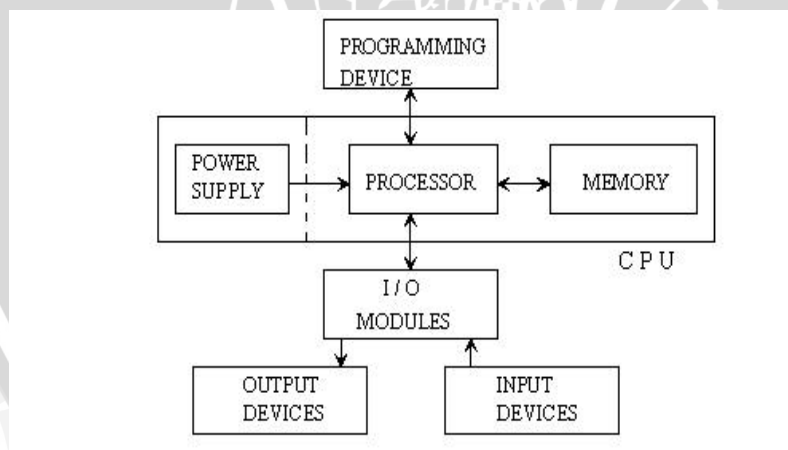 PROGRAMMING
DEVICE
POWER
SUPPLY
PROCESSOR
MEMORY
C P U
I / O
MODULES
OUTPUT
DEVICES
INPUT
DEVICES